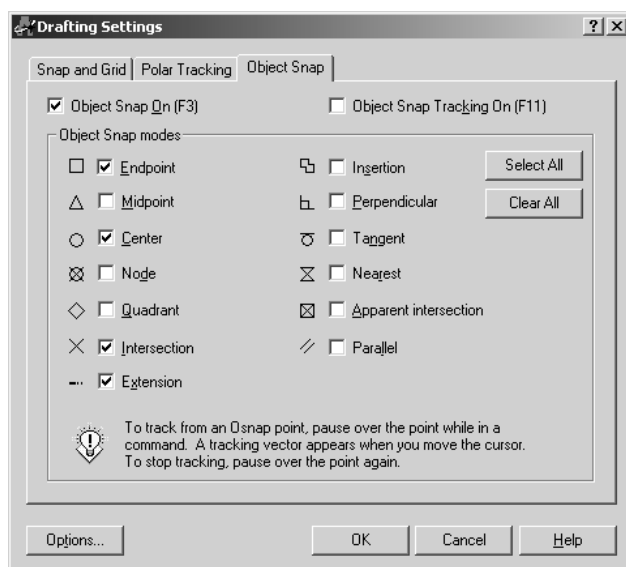 Drafting Settings
Snap and Grid Polar Tracking Object Snap
Object Snap On (F3) Object Snap Tracking On (F11)
Object Snap modes
Endpoint Insertion Select All
Midpoint Perpendicular Clear All
Center Tangent
Node Nearest
Quadrant Apparent intersection
Intersection Parallel
Extension
To track from an Osnap point, pause over the point while in a
command. A tracking vector appears when you move the cursor.
To stop tracking, pause over the point again.
Options... OK Cancel Help